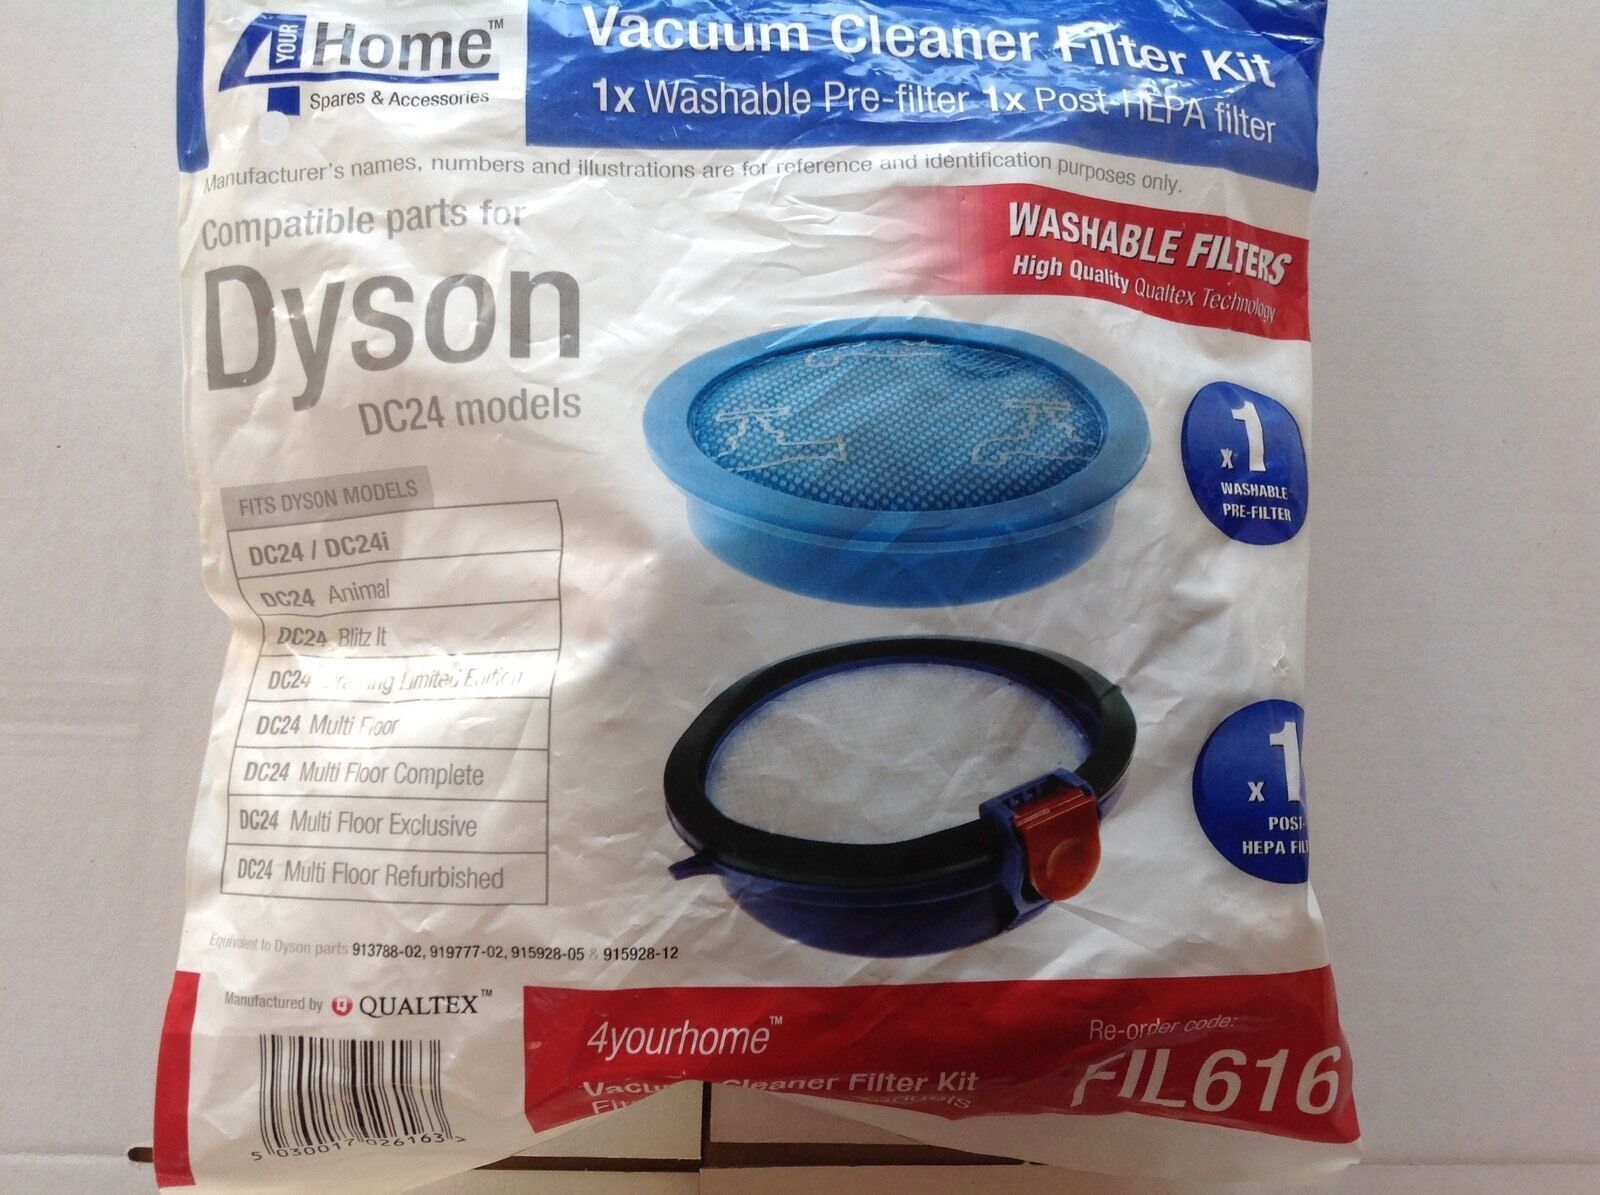 4 YOUR Home™
Spares & Accessories
Vacuum Cleaner Filter Kit
1x Washable Pre-filter 1x Post-HEPA filter
Manufacturer's names, numbers and illustrations are for reference and identification purposes only.
Compatible parts for
Dyson
DC24 models
WASHABLE FILTERS
High Quality Qualtex Technology
x 1
WASHABLE
PRE-FILTER
FITS DYSON MODELS
DC24 / DC24i
DC24 Animal
DC24 Blitz It
DC24 Limited Edition
DC24 Multi Floor
DC24 Multi Floor Complete
DC24 Multi Floor Exclusive
DC24 Multi Floor Refurbished
x 1
POST-
HEPA FILT
Equivalent to Dyson parts 913788-02, 919777-02, 915928-05 & 915928-12
Manufactured by QUALTEX™
5 030017 026163 >
4yourhome™
Vacuum Cleaner Filter Kit
Re-order code:
FIL616